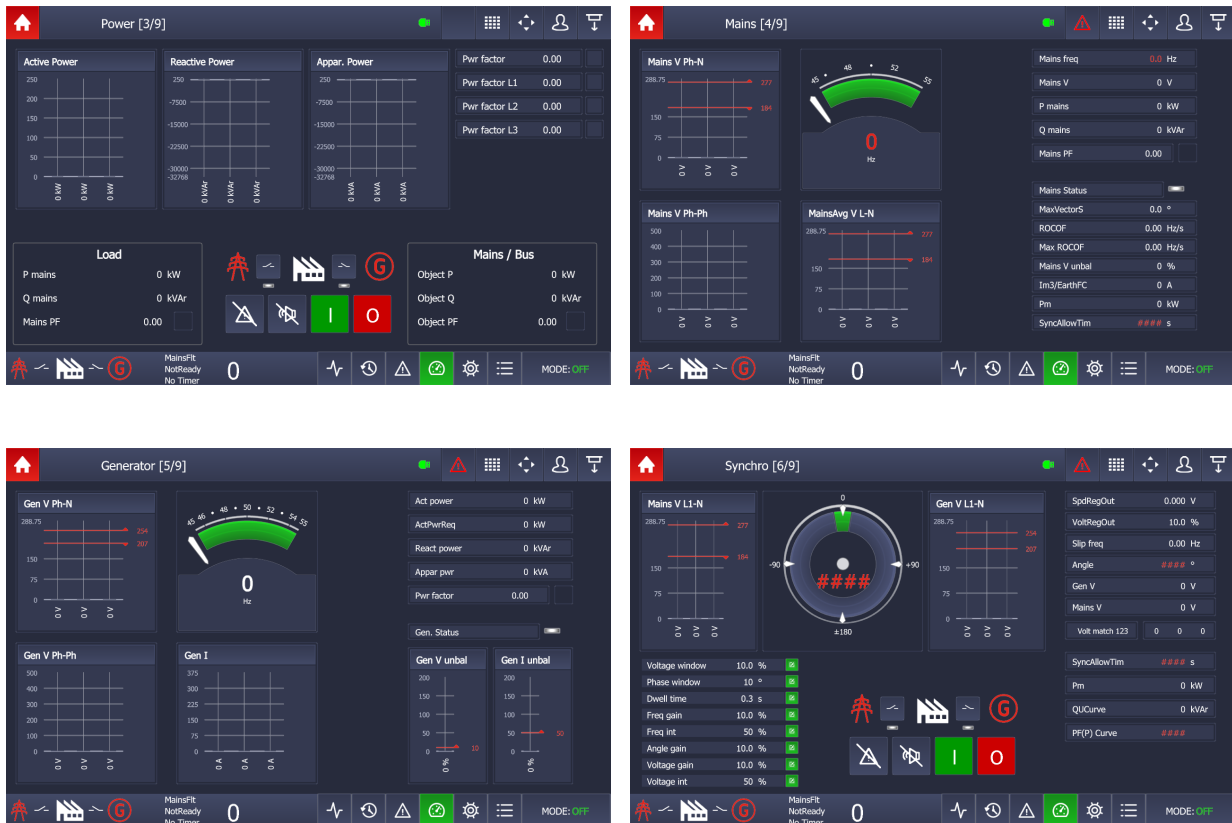 Power [3/9]
Active Power
250
200
150
100
50
0
0 kW
0 kW
0 kW
Reactive Power
250
-7500
-15000
-22500
-30000
-32768
0 kVAr
0 kVAr
0 kVAr
Appar. Power
250
-7500
-15000
-22500
-30000
-32768
0 kVA
0 kVA
0 kVA
Pwr factor 0.00
Pwr factor L1 0.00
Pwr factor L2 0.00
Pwr factor L3 0.00
Load
P mains 0 kW
Q mains 0 kVAr
Mains PF 0.00
G
I O
Mains / Bus
Object P 0 kW
Object Q 0 kVAr
Object PF 0.00
G
MainsFlt
NotReady
No Timer
0
MODE: OFF
Mains [4/9]
Mains V Ph-N
288.75
277
184
150
75
0
0 V
0 V
0 V
45 48 52 55
0
Hz
Mains freq 0.0 Hz
Mains V 0 V
P mains 0 kW
Q mains 0 kVAr
Mains PF 0.00
Mains V Ph-Ph
500
400
300
200
100
0
0 V
0 V
0 V
MainsAvg V L-N
288.75
277
184
150
75
0
0 V
0 V
0 V
Mains Status
MaxVectorS 0.0 °
ROCOF 0.00 Hz/s
Max ROCOF 0.00 Hz/s
Mains V unbal 0 %
Im3/EarthFC 0 A
Pm 0 kW
SyncAllowTim #### s
G
MainsFlt
NotReady
No Timer
0
MODE: OFF
Generator [5/9]
Gen V Ph-N
288.75
254
207
150
75
0
0 V
0 V
0 V
45 46 48 50 52 54 55
0
Hz
Act power 0 kW
ActPwrReq 0 kW
React power 0 kVAr
Appar pwr 0 kVA
Pwr factor 0.00
Gen. Status
Gen V Ph-Ph
500
400
300
200
100
0
0 V
0 V
0 V
Gen I
375
300
225
150
75
0
0 A
0 A
0 A
Gen V unbal
200
150
100
50
10
0
0 %
Gen I unbal
200
150
100
50
50
0
0 %
G
MainsFlt
NotReady
No Timer
0
MODE: OFF
Synchro [6/9]
Mains V L1-N
288.75
277
184
150
75
0
0 V
0 V
0 V
0
-90
+90
±180
####
Gen V L1-N
288.75
254
207
150
75
0
0 V
0 V
0 V
SpdRegOut 0.000 V
VoltRegOut 10.0 %
Slip freq 0.00 Hz
Angle #### °
Gen V 0 V
Mains V 0 V
Volt match 123 0 0 0
SyncAllowTim #### s
Pm 0 kW
QUCurve 0 kVAr
PF(P) Curve ####
Voltage window 10.0 %
Phase window 10 °
Dwell time 0.3 s
Freq gain 10.0 %
Freq int 50 %
Angle gain 10.0 %
Voltage gain 10.0 %
Voltage int 50 %
G
I O
G
MainsFlt
NotReady
No Timer
0
MODE: OFF